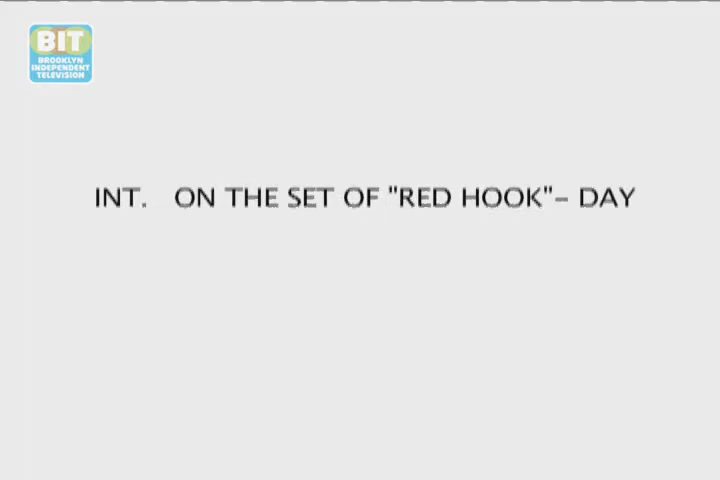 BIT
BROOKLYN
INDEPENDENT
TELEVISION
INT. ON THE SET OF "RED HOOK"- DAY